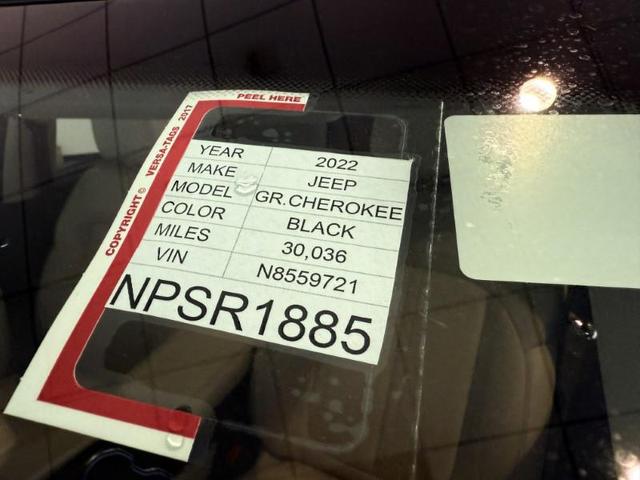 PEEL HERE
COPYRIGHT © VERSA-TAGS 2017
YEAR 2022
MAKE JEEP
MODEL GR.CHEROKEE
COLOR BLACK
MILES 30,036
VIN N8559721
NPSR1885